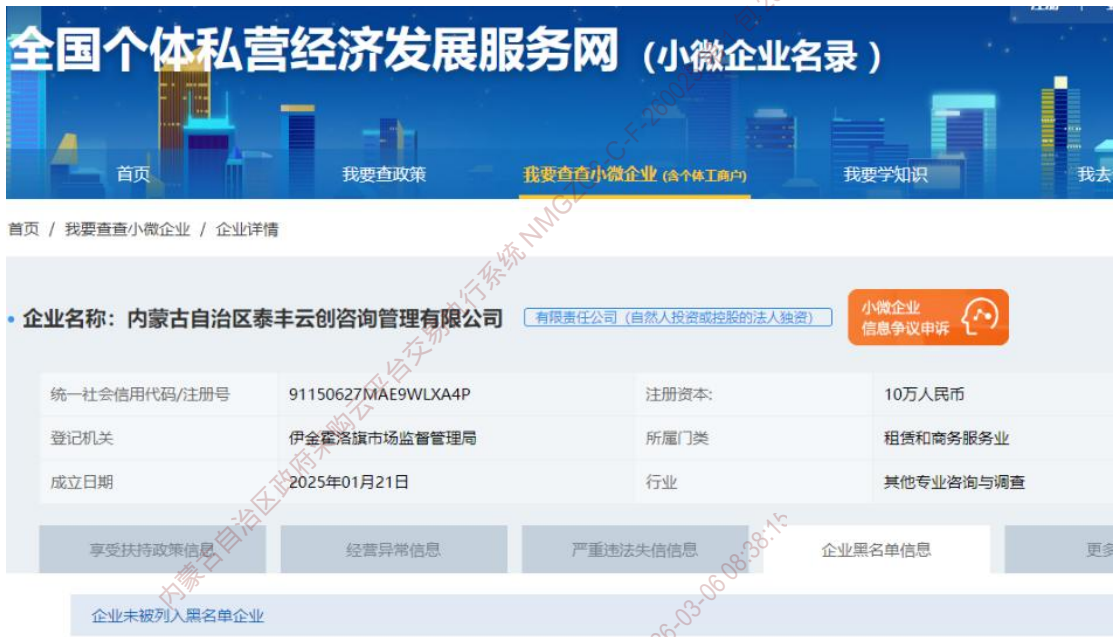 全国个体私营经济发展服务网（小微企业名录）
首页 我要查政策 我要查查小微企业 (含个体工商户) 我要学知识 我去
首页 / 我要查查小微企业 / 企业详情
企业名称：内蒙古自治区泰丰云创咨询管理有限公司 有限责任公司（自然人投资或控股的法人独资） 小微企业
信息争议申诉
统一社会信用代码/注册号 91150627MAE9WLXA4P 注册资本: 10万人民币
登记机关 伊金霍洛旗市场监督管理局 所属门类 租赁和商务服务业
成立日期 2025年01月21日 行业 其他专业咨询与调查
享受扶持政策信息 经营异常信息 严重违法失信信息 企业黑名单信息 更多
企业未被列入黑名单企业
内蒙古自治区政府采购云平台交易执行系统 NMGZC